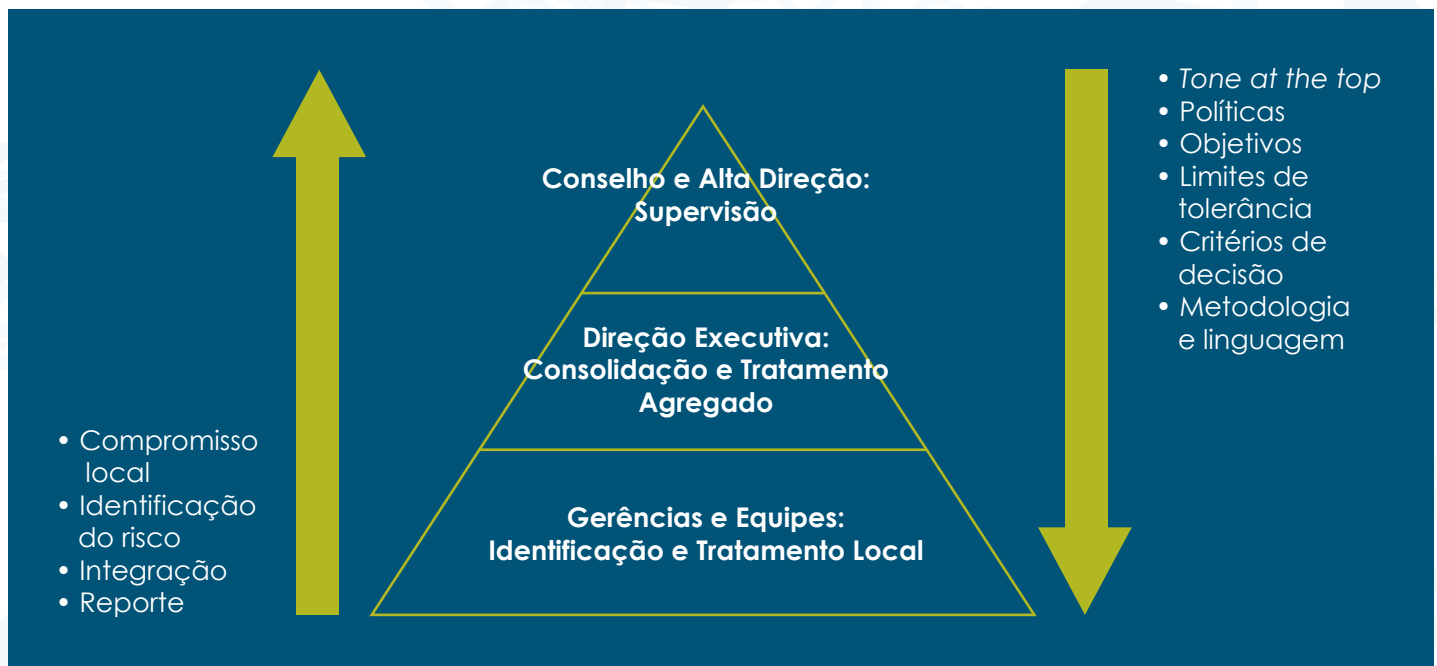 • Tone at the top
• Políticas
• Objetivos
• Limites de
tolerância
• Critérios de
decisão
• Metodologia
e linguagem
Conselho e Alta Direção:
Supervisão
Direção Executiva:
Consolidação e Tratamento
Agregado
Gerências e Equipes:
Identificação e Tratamento Local
• Compromisso
local
• Identificação
do risco
• Integração
• Reporte